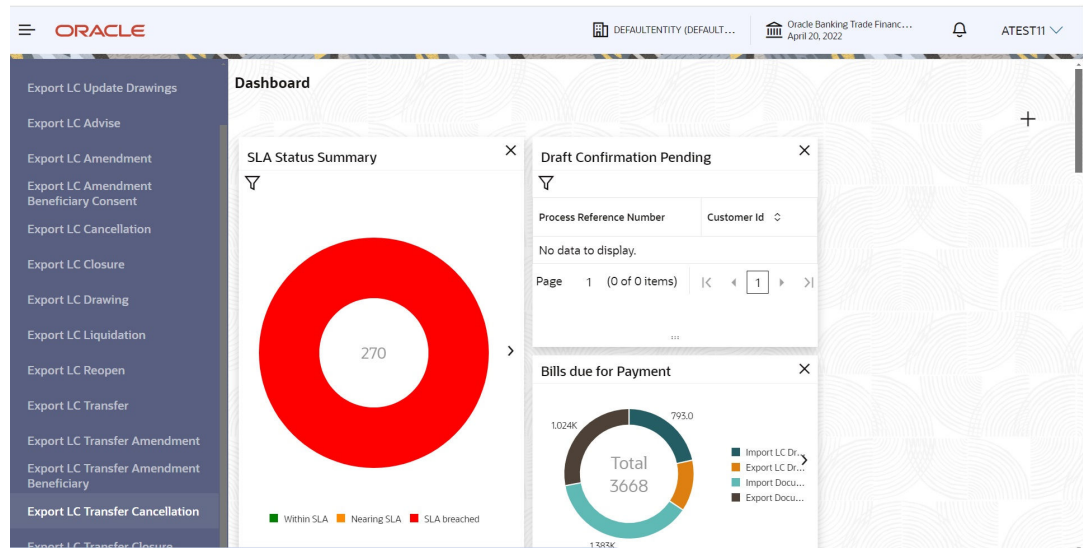 ORACLE
DEFAULTENTITY (DEFAULT...
Oracle Banking Trade Financ...
April 20, 2022
ATEST11
Export LC Update Drawings
Export LC Advise
Export LC Amendment
Export LC Amendment
Beneficiary Consent
Export LC Cancellation
Export LC Closure
Export LC Drawing
Export LC Liquidation
Export LC Reopen
Export LC Transfer
Export LC Transfer Amendment
Export LC Transfer Amendment
Beneficiary
Export LC Transfer Cancellation
Export LC Transfer Closure
Dashboard
SLA Status Summary
270
Within SLA Nearing SLA SLA breached
Draft Confirmation Pending
Process Reference Number Customer Id
No data to display.
Page 1 (0 of 0 items) 1
Bills due for Payment
1.024K
793.0
Total
3668
1.383K
Import LC Dr...
Export LC Dr...
Import Docu...
Export Docu...